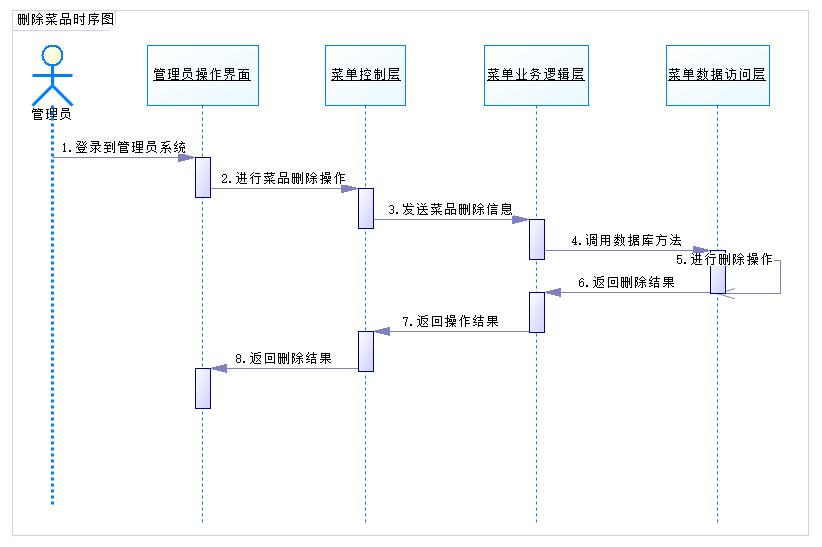 删除菜品时序图
管理员
管理员操作界面
菜单控制层
菜单业务逻辑层
菜单数据访问层
1.登录到管理员系统
2.进行菜品删除操作
3.发送菜品删除信息
4.调用数据库方法
5.进行删除操作
6.返回删除结果
7.返回操作结果
8.返回删除结果